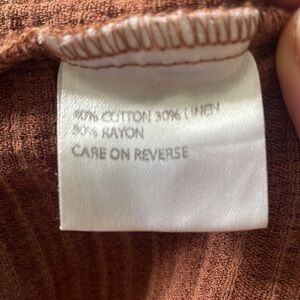 40% COTTON 30% LINEN
30% RAYON
CARE ON REVERSE